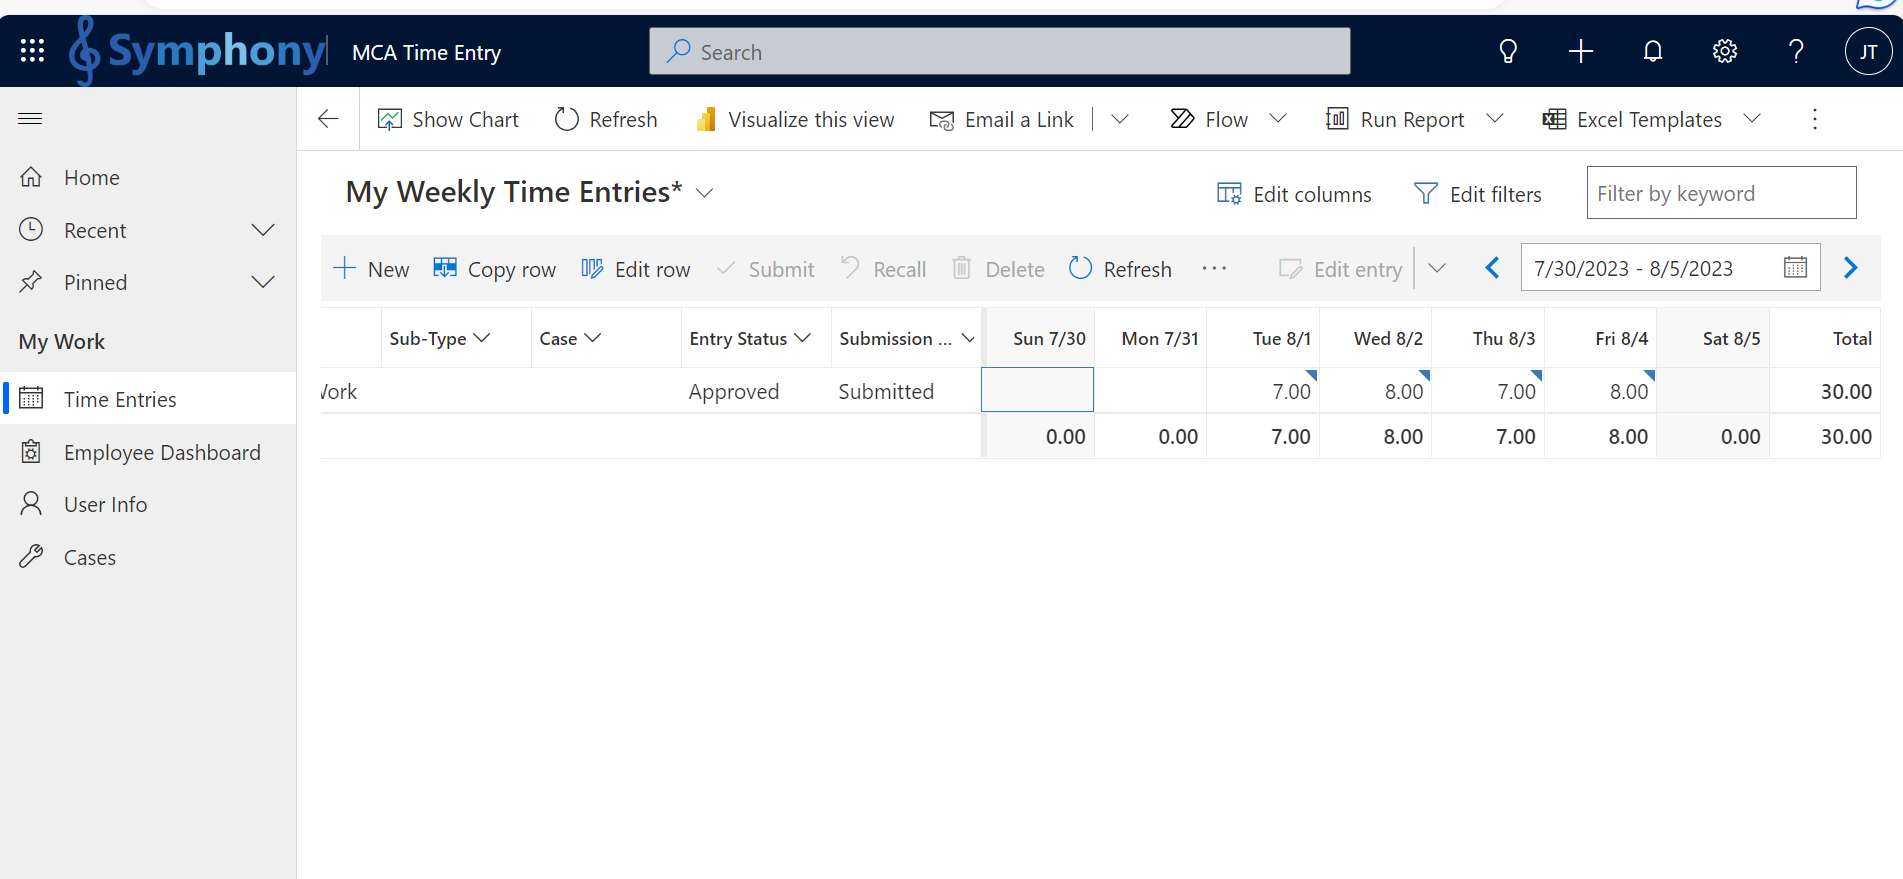 Symphony
MCA Time Entry
Search
JT
Show Chart
Refresh
Visualize this view
Email a Link
Flow
Run Report
Excel Templates
Home
Recent
Pinned
My Work
Time Entries
Employee Dashboard
User Info
Cases
My Weekly Time Entries*
Edit columns
Edit filters
Filter by keyword
New
Copy row
Edit row
Submit
Recall
Delete
Refresh
Edit entry
7/30/2023 - 8/5/2023
Sub-Type Case Entry Status Submission ... Sun 7/30 Mon 7/31 Tue 8/1 Wed 8/2 Thu 8/3 Fri 8/4 Sat 8/5 Total
Work Approved Submitted 7.00 8.00 7.00 8.00 30.00
0.00 0.00 7.00 8.00 7.00 8.00 0.00 30.00